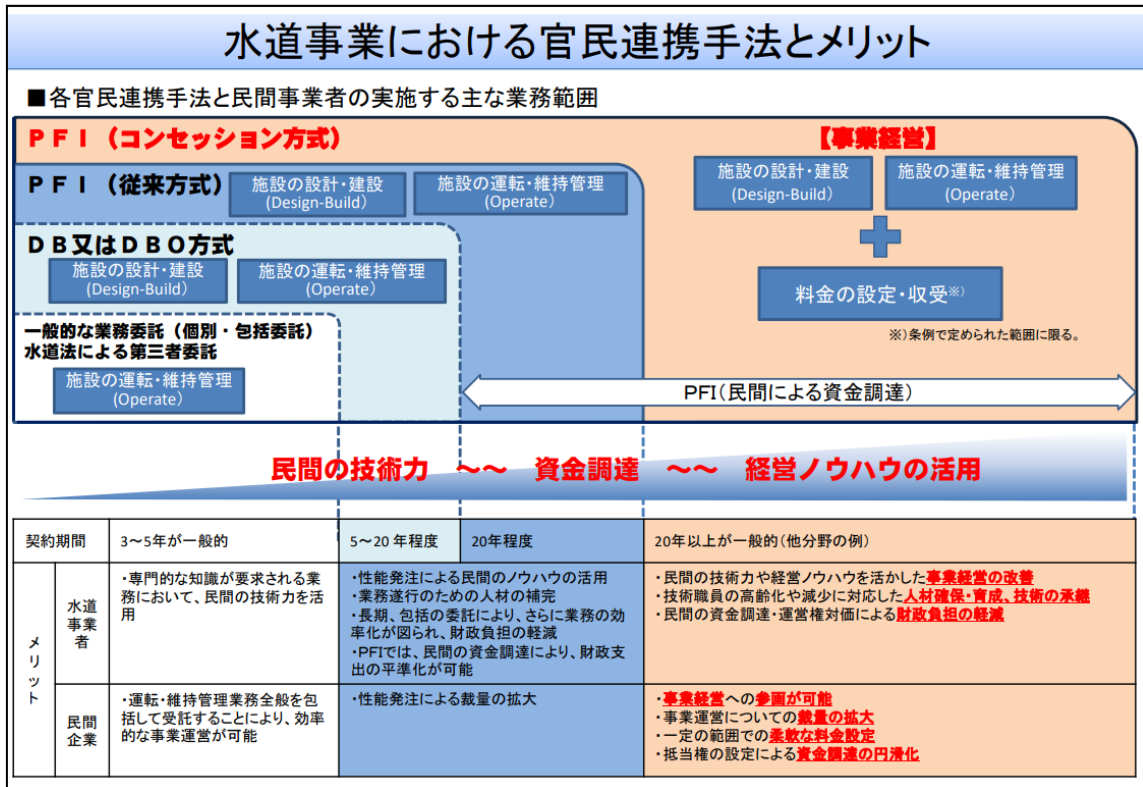 水道事業における官民連携手法とメリット
■各官民連携手法と民間事業者の実施する主な業務範囲
PFI(コンセッション方式)
【事業経営】
PFI(従来方式)
施設の設計・建設
(Design-Build)
施設の運転・維持管理
(Operate)
施設の設計・建設
(Design-Build)
施設の運転・維持管理
(Operate)
DB又はDBO方式
施設の設計・建設
(Design-Build)
施設の運転・維持管理
(Operate)
料金の設定・収受※)
※)条例で定められた範囲に限る。
一般的な業務委託(個別・包括委託)
水道法による第三者委託
施設の運転・維持管理
(Operate)
PFI(民間による資金調達)
民間の技術力 ~~ 資金調達 ~~ 経営ノウハウの活用
契約期間
3~5年が一般的
5~20年程度
20年程度
20年以上が一般的(他分野の例)
メリット
水道
事業
者
・専門的な知識が要求される業
務において、民間の技術力を活
用
・性能発注による民間のノウハウの活用
・業務遂行のための人材の補完
・長期、包括の委託により、さらに業務の効
率化が図られ、財政負担の軽減
・PFIでは、民間の資金調達により、財政支
出の平準化が可能
・民間の技術力や経営ノウハウを活かした事業経営の改善
・技術職員の高齢化や減少に対応した人材確保・育成、技術の承継
・民間の資金調達・運営権対価による財政負担の軽減
民間
企業
・運転・維持管理業務全般を包
括して受託することにより、効率
的な事業運営が可能
・性能発注による裁量の拡大
・事業経営への参画が可能
・事業運営についての裁量の拡大
・一定の範囲での柔軟な料金設定
・抵当権の設定による資金調達の円滑化